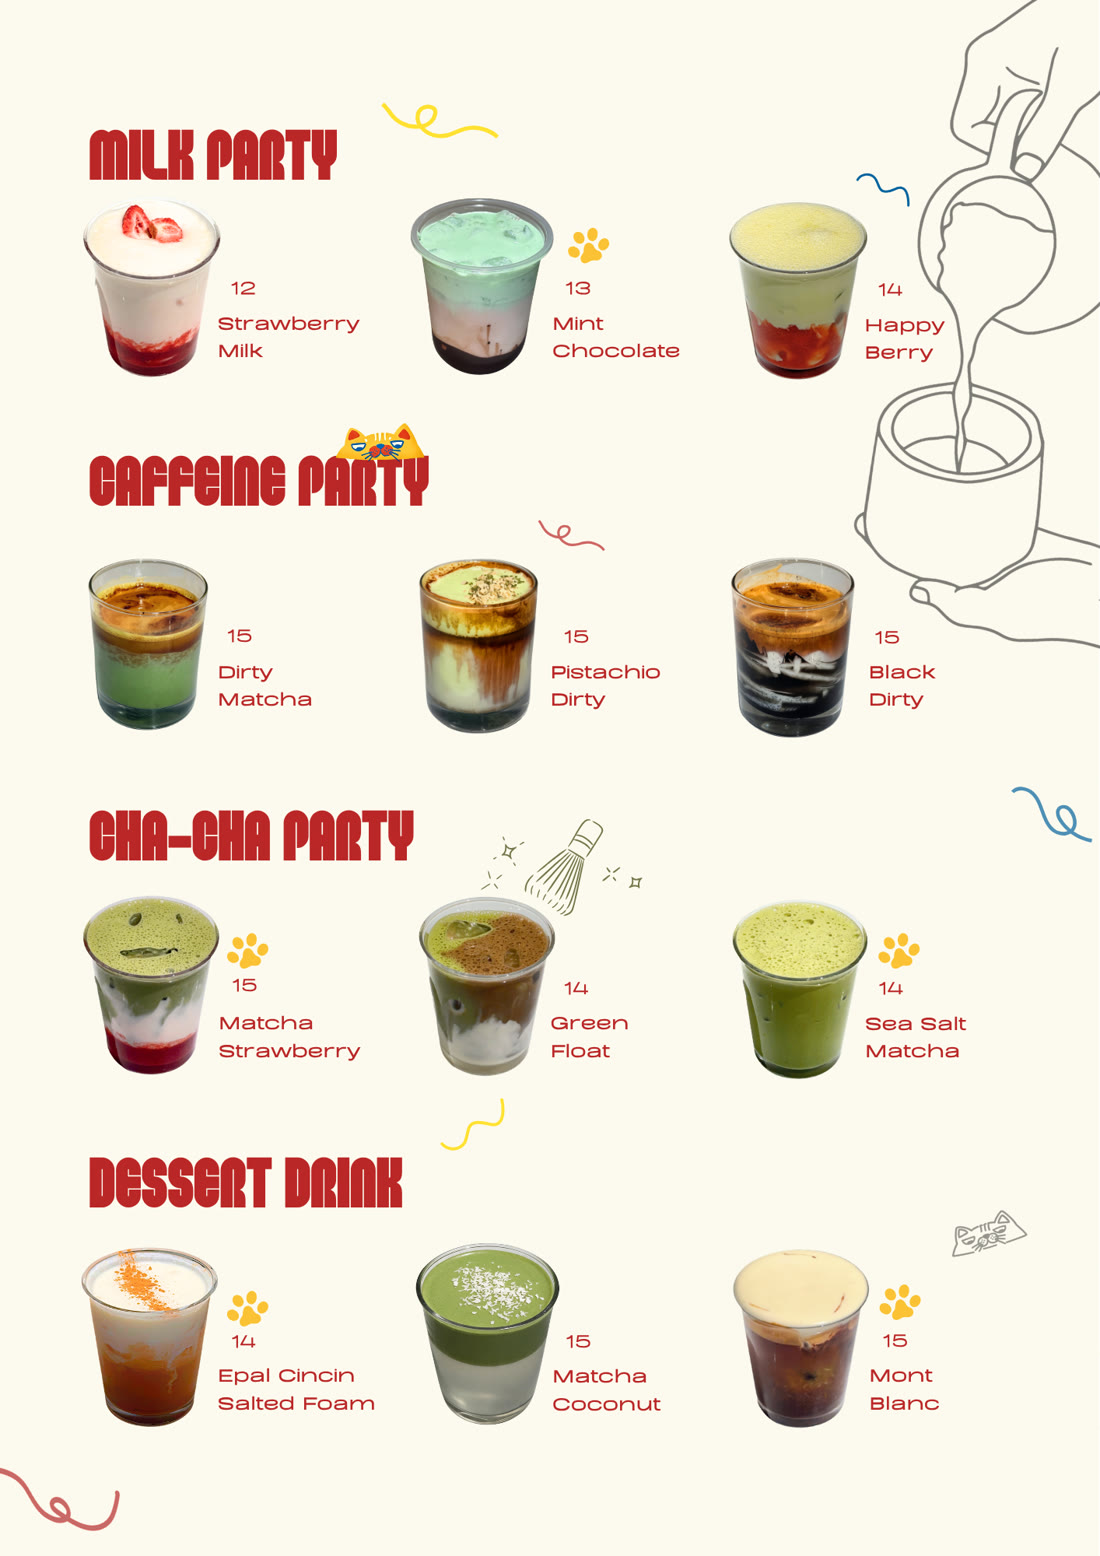 MILK PARTY
12
Strawberry
Milk
13
Mint
Chocolate
14
Happy
Berry
CAFFEINE PARTY
15
Dirty
Matcha
15
Pistachio
Dirty
15
Black
Dirty
CHA-CHA PARTY
15
Matcha
Strawberry
14
Green
Float
14
Sea Salt
Matcha
DESSERT DRINK
14
Epal Cincin
Salted Foam
15
Matcha
Coconut
15
Mont
Blanc